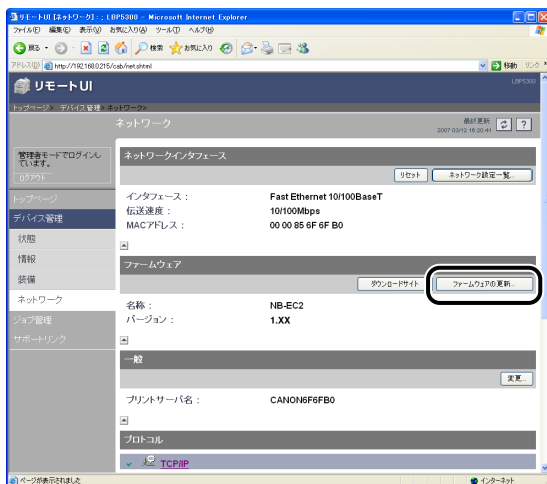 リモートUI [ネットワーク] : : LBP5300 - Microsoft Internet Explorer
ファイル(F) 編集(E) 表示(V) お気に入り(A) ツール(T) ヘルプ(H)
戻る 検索 お気に入り
アドレス(D) http://192.168.0.215/cab/net.shtml 移動 リンク
リモートUI LBP5300
トップページ> デバイス管理> ネットワーク>
ネットワーク
最終更新
2007 03/12 16:20:41
管理者モードでログインしています。
ログアウト
トップページ
デバイス管理
状態
情報
装備
ネットワーク
ジョブ管理
サポートリンク
ネットワークインタフェース
リセット ネットワーク設定一覧...
インタフェース : Fast Ethernet 10/100BaseT
伝送速度 : 10/100Mbps
MACアドレス : 00 00 85 6F 6F B0
ファームウェア
ダウンロードサイト ファームウェアの更新...
名称 : NB-EC2
バージョン : 1.XX
一般
変更...
プリントサーバ名 : CANON6F6FB0
プロトコル
TCP/IP
ページが表示されました インターネット